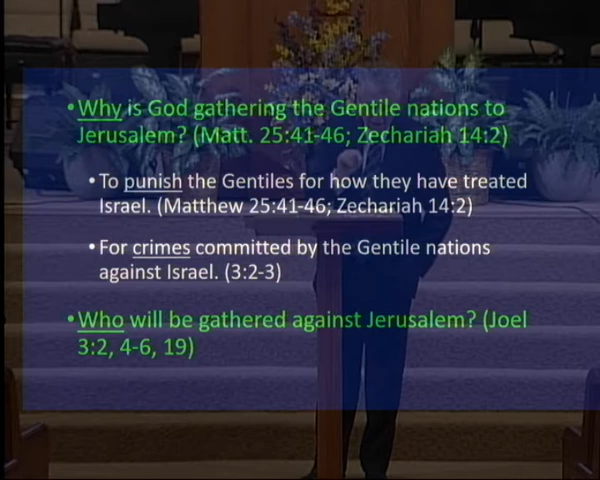 •Why is God gathering the Gentile nations to
Jerusalem? (Matt. 25:41-46; Zechariah 14:2)
•To punish the Gentiles for how they have treated
Israel. (Matthew 25:41-46; Zechariah 14:2)
•For crimes committed by the Gentile nations
against Israel. (3:2-3)
•Who will be gathered against Jerusalem? (Joel
3:2, 4-6, 19)